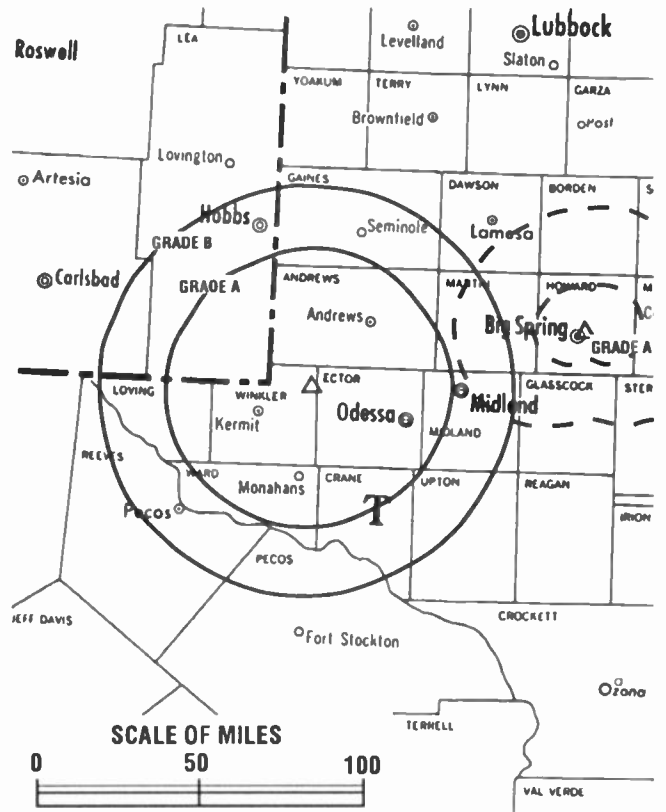 Lubbock
Levelland
LEA
Roswell
Slaton
YOAKUM
TERRY
LYNN
GARZA
Brownfield
Post
Lovington
Artesia
GAINES
DAWSON
BORDEN
S
Hobbs
Seminole
Lamesa
GRADE B
Carlsbad
GRADE A
ANDREWS
MARTIN
HOWARD
M
C
Andrews
Big Spring
GRADE A
ECTOR
LOVING
WINKLER
GLASSCOCK
STER
Midland
Kermit
Odessa
MIDLAND
REEVES
WARD
Monahans
CRANE
UPTON
REAGAN
Pecos
T
IRION
PECOS
JEFF DAVIS
CROCKETT
Fort Stockton
Ozona
TERRELL
SCALE OF MILES
0 50 100
VAL VERDE